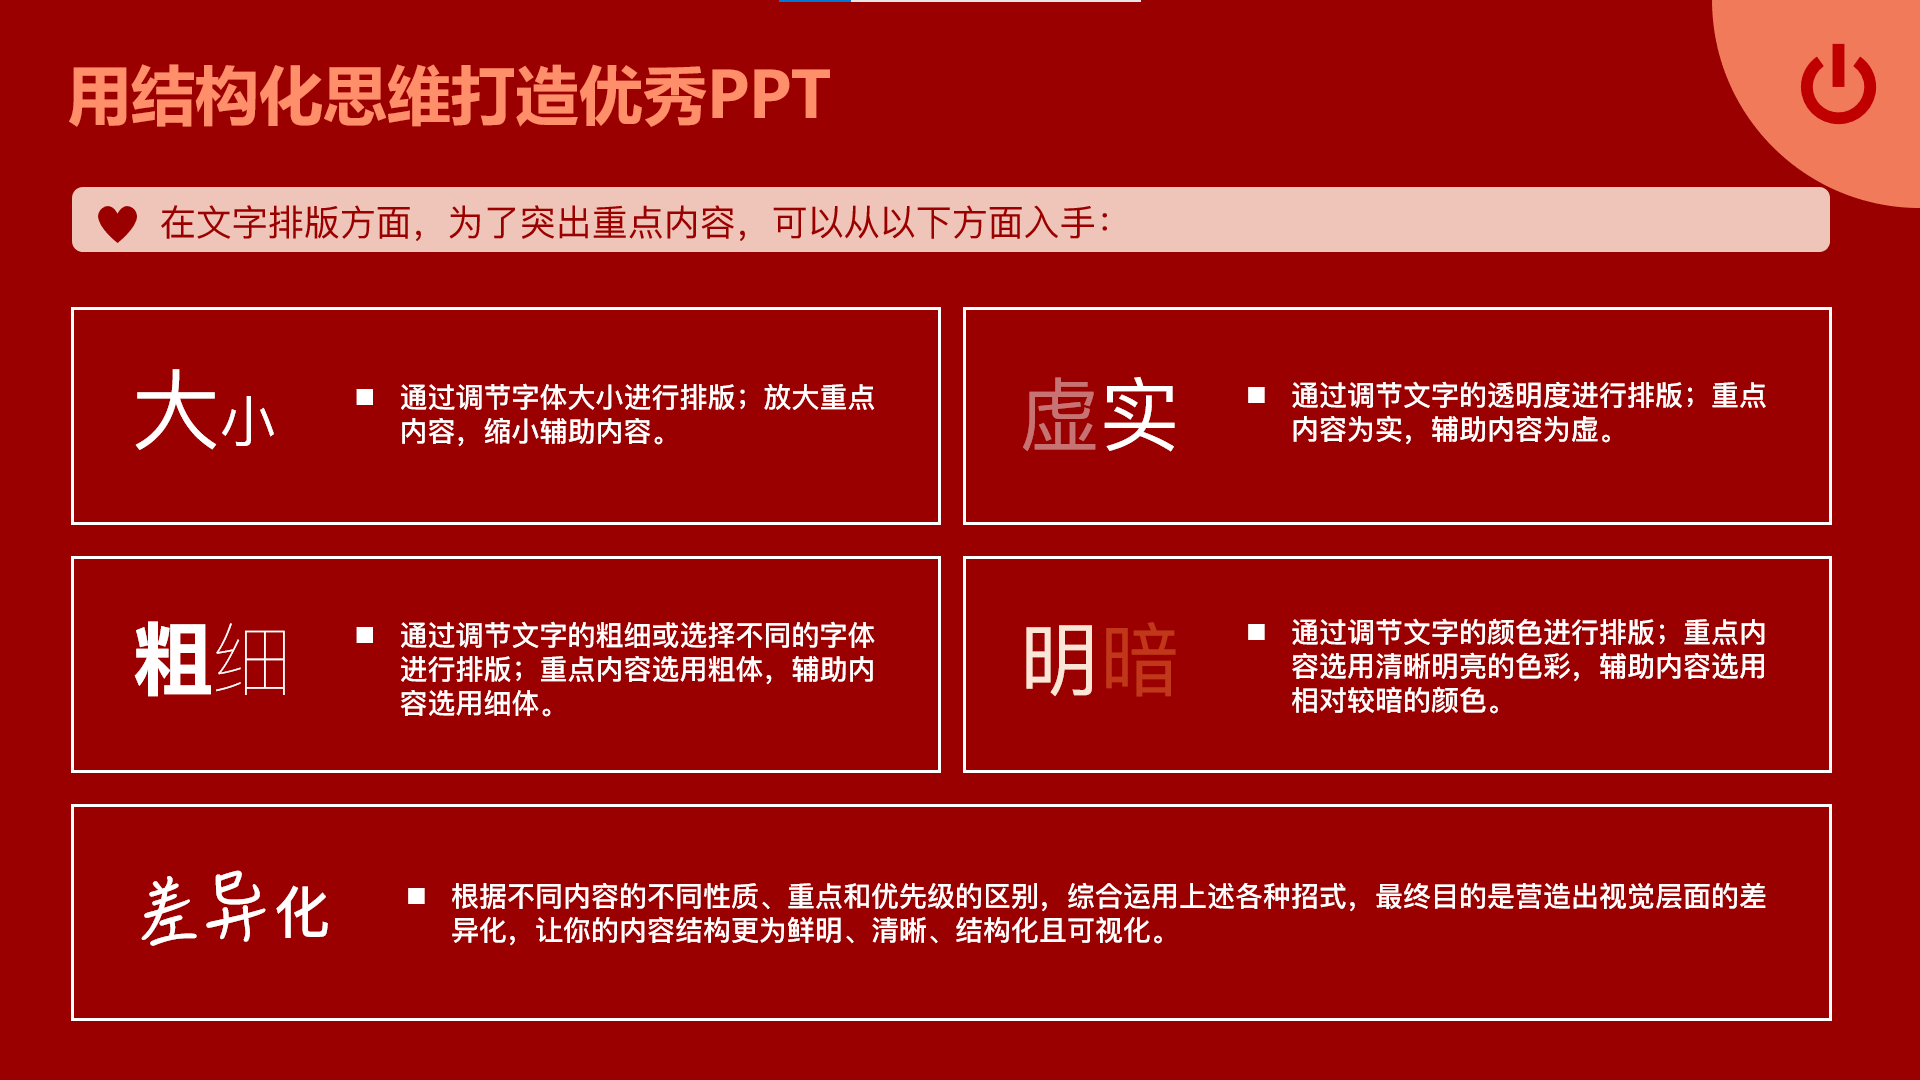 用结构化思维打造优秀PPT
在文字排版方面，为了突出重点内容，可以从以下方面入手：
大小
通过调节字体大小进行排版；放大重点
内容，缩小辅助内容。
虚实
通过调节文字的透明度进行排版；重点
内容为实，辅助内容为虚。
粗细
通过调节文字的粗细或选择不同的字体
进行排版；重点内容选用粗体，辅助内
容选用细体。
明暗
通过调节文字的颜色进行排版；重点内
容选用清晰明亮的色彩，辅助内容选用
相对较暗的颜色。
差异化
根据不同内容的不同性质、重点和优先级的区别，综合运用上述各种招式，最终目的是营造出视觉层面的差
异化，让你的内容结构更为鲜明、清晰、结构化且可视化。